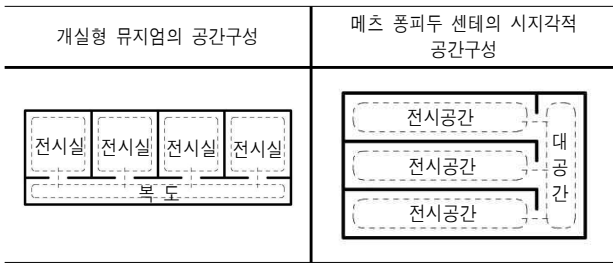 개실형 뮤지엄의 공간구성
메츠 퐁피두 센테의 시지각적
공간구성
전시실 전시실 전시실 전시실
복 도
전시공간
전시공간
전시공간
대
공
간